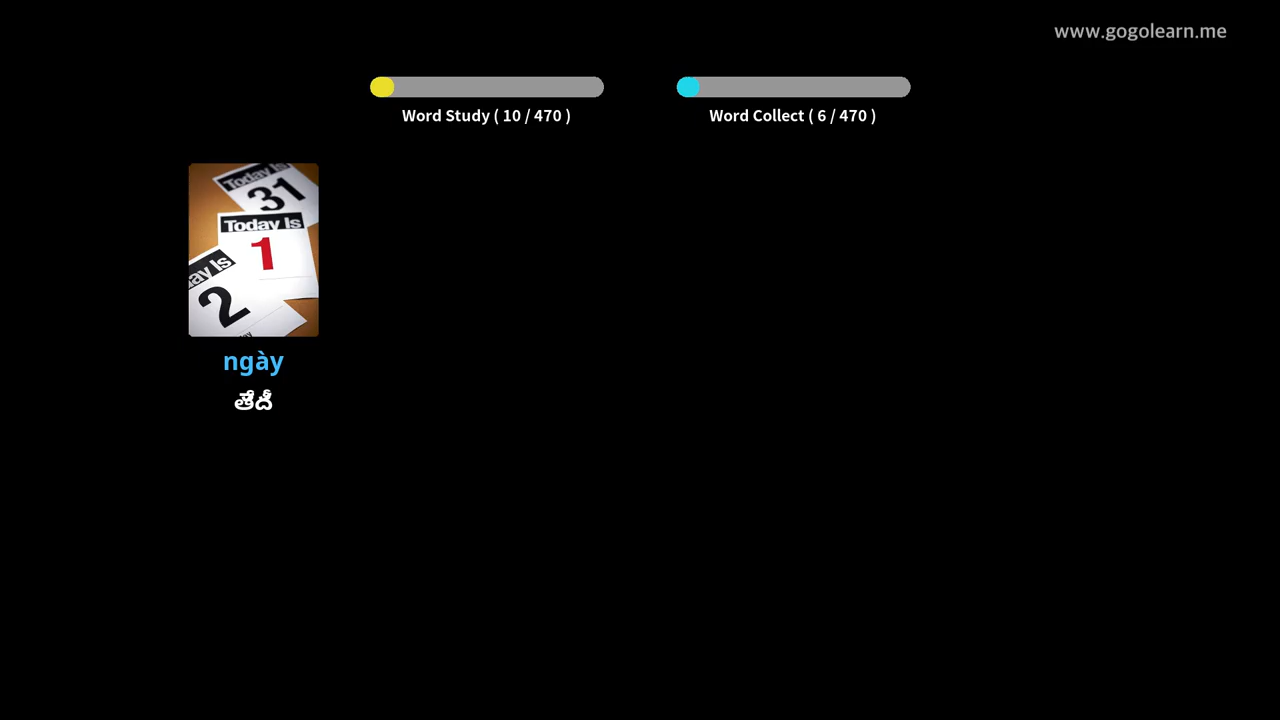 www.gogolearn.me
Word Study ( 10 / 470 )
Word Collect ( 6 / 470 )
Today Is
31
Today Is
1
ay Is
2
ngày
తేదీ